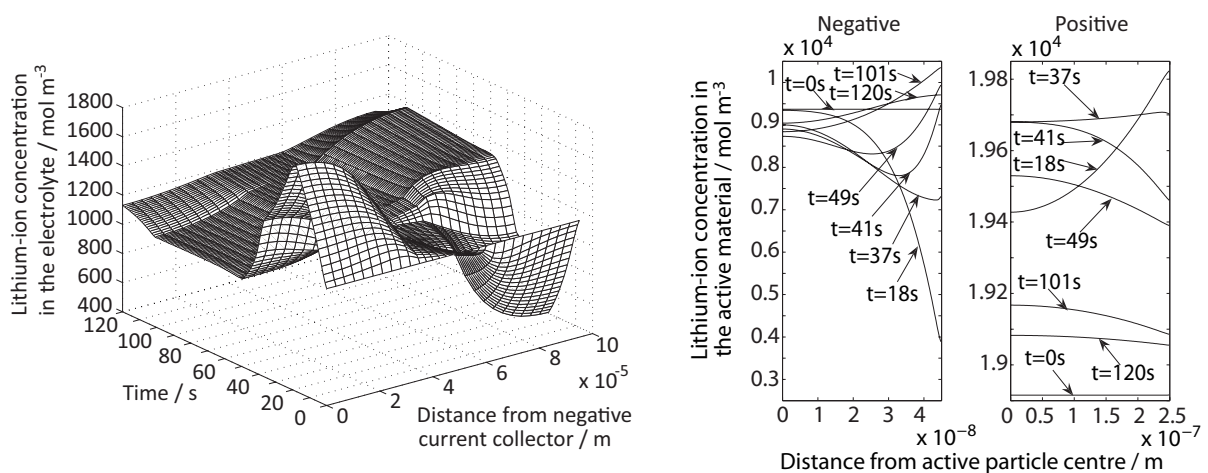 Lithium-ion concentration
in the electrolyte / mol m-3
1800
1600
1400
1200
1000
800
600
400
120
100
80
60
40
20
0
Time / s
0
2
4
6
8
10
x 10-5
Distance from negative
current collector / m
Negative
x 10^4
Lithium-ion concentration in
the active material / mol m-3
1
0.9
0.8
0.7
0.6
0.5
0.4
0.3
t=101s
t=0s
t=120s
t=49s
t=41s
t=37s
t=18s
0 1 2 3 4
x 10−8
Positive
x 10^4
1.98
1.96
1.94
1.92
1.9
t=37s
t=41s
t=18s
t=49s
t=101s
t=0s
t=120s
0 0.5 1 1.5 2 2.5
x 10−7
Distance from active particle centre / m